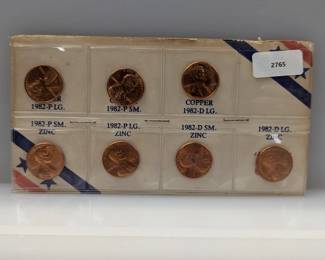 2765
1982-P LG.
1982-P SM.
COPPER
1982-D LG.
1982-P SM.
ZINC
1982-P LG.
ZINC
1982-D SM.
ZINC
1982-D LG.
ZINC